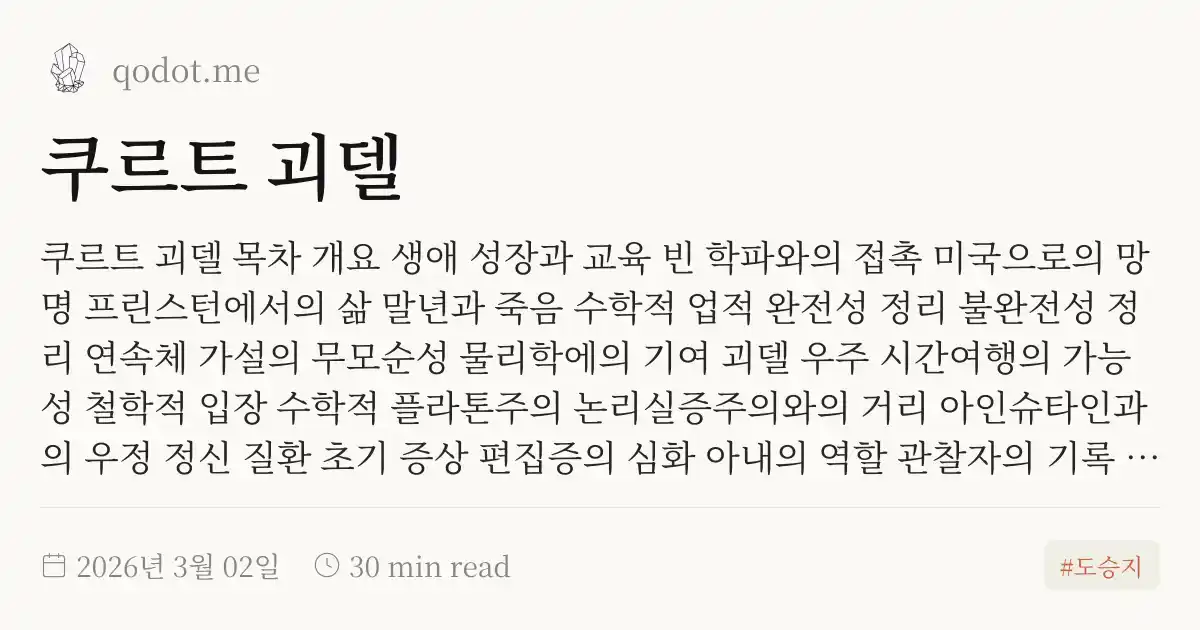 qodot.me
쿠르트 괴델
쿠르트 괴델 목차 개요 생애 성장과 교육 빈 학파와의 접촉 미국으로의 망
명 프린스턴에서의 삶 말년과 죽음 수학적 업적 완전성 정리 불완전성 정
리 연속체 가설의 무모순성 물리학에의 기여 괴델 우주 시간여행의 가능
성 철학적 입장 수학적 플라톤주의 논리실증주의와의 거리 아인슈타인과
의 우정 정신 질환 초기 증상 편집증의 심화 아내의 역할 관찰자의 기록 …
2026년 3월 02일 30 min read
#도승지